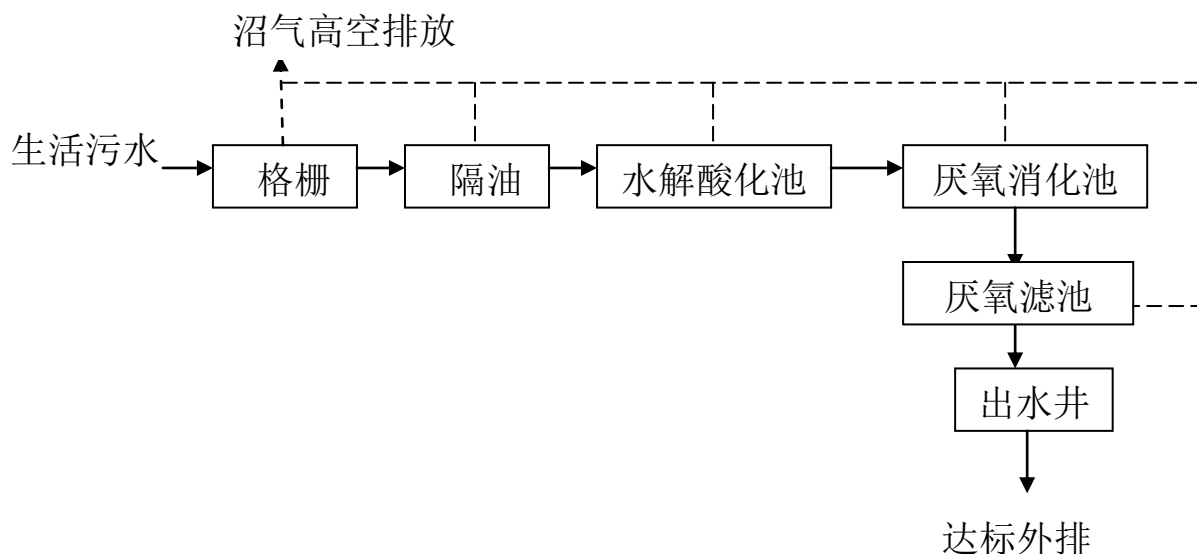 沼气高空排放
生活污水
格栅
隔油
水解酸化池
厌氧消化池
厌氧滤池
出水井
达标外排